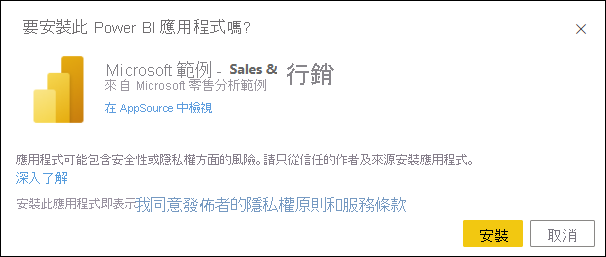 要安裝此 Power BI 應用程式嗎?
Microsoft 範例 - Sales & 行銷
來自 Microsoft 零售分析範例
在 AppSource 中檢視
應用程式可能包含安全性或隱私權方面的風險。請只從信任的作者及來源安裝應用程式。
深入了解
安裝此應用程式即表示我同意發佈者的隱私權原則和服務條款
安裝 取消